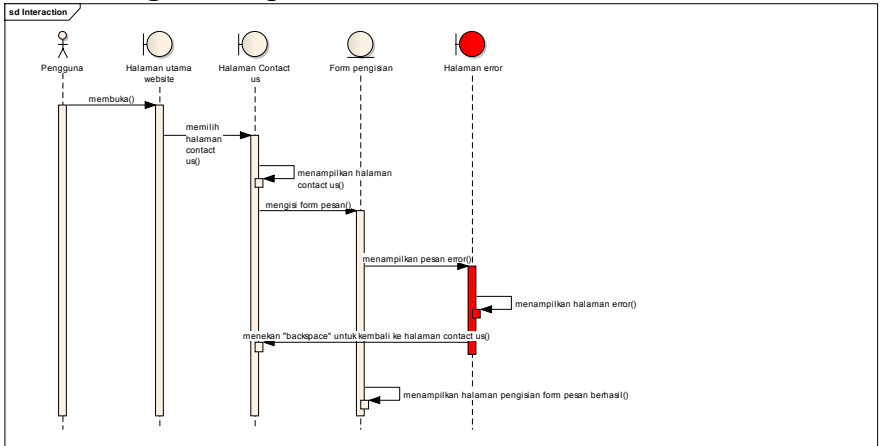 sd Interaction
Pengguna
Halaman utama
website
Halaman Contact
us
Form pengisian
Halaman error
membuka()
memilih
halaman
contact
us()
menampilkan halaman
contact us()
mengisi form pesan()
menampilkan pesan error()
menampilkan halaman error()
menekan "backspace" untuk kembali ke halaman contact us()
menampilkan halaman pengisian form pesan berhasil()